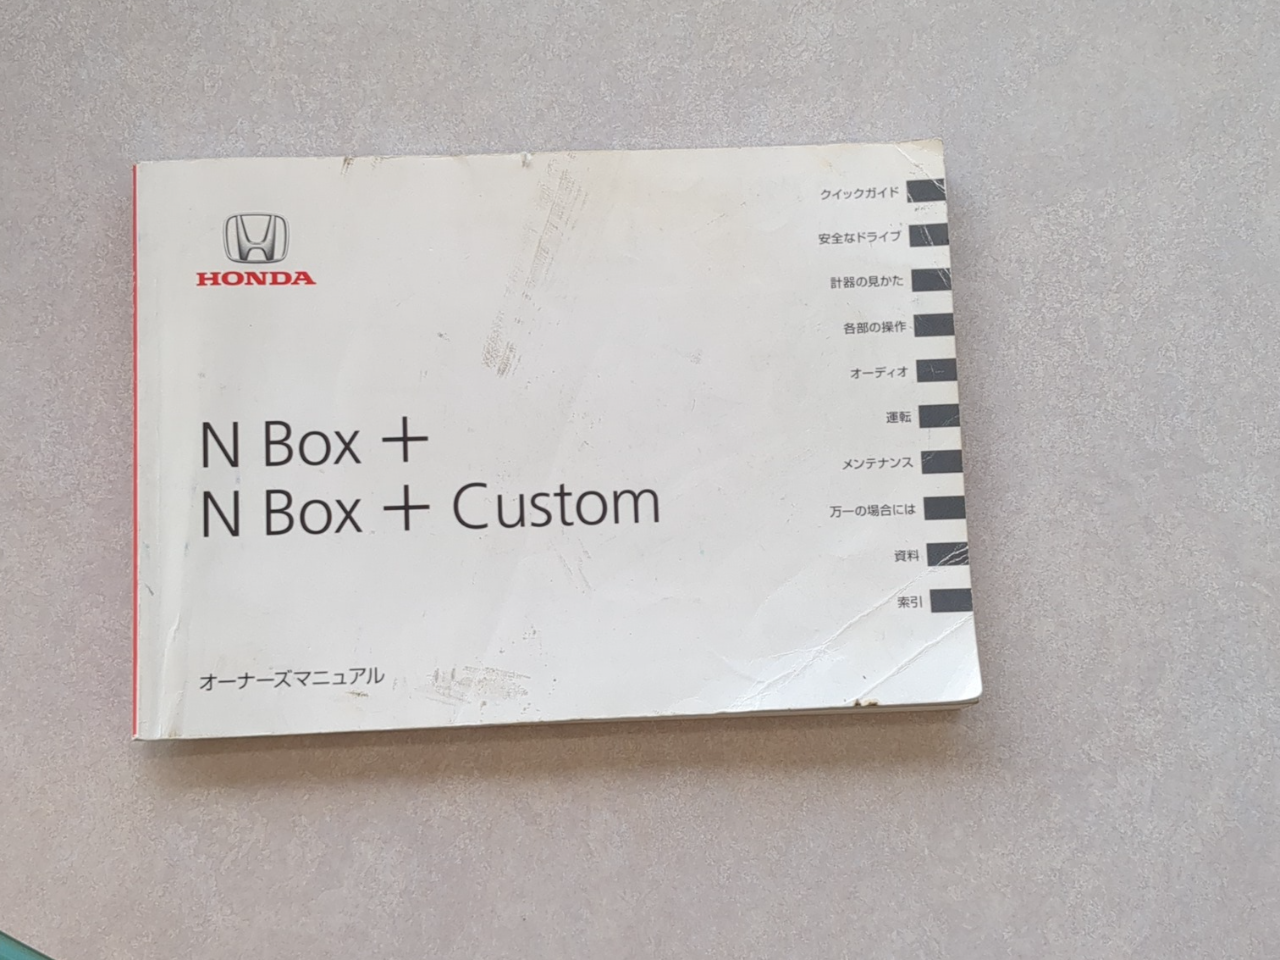 HONDA
N Box +
N Box + Custom
オーナーズマニュアル
クイックガイド
安全なドライブ
計器の見かた
各部の操作
オーディオ
運転
メンテナンス
万一の場合には
資料
索引